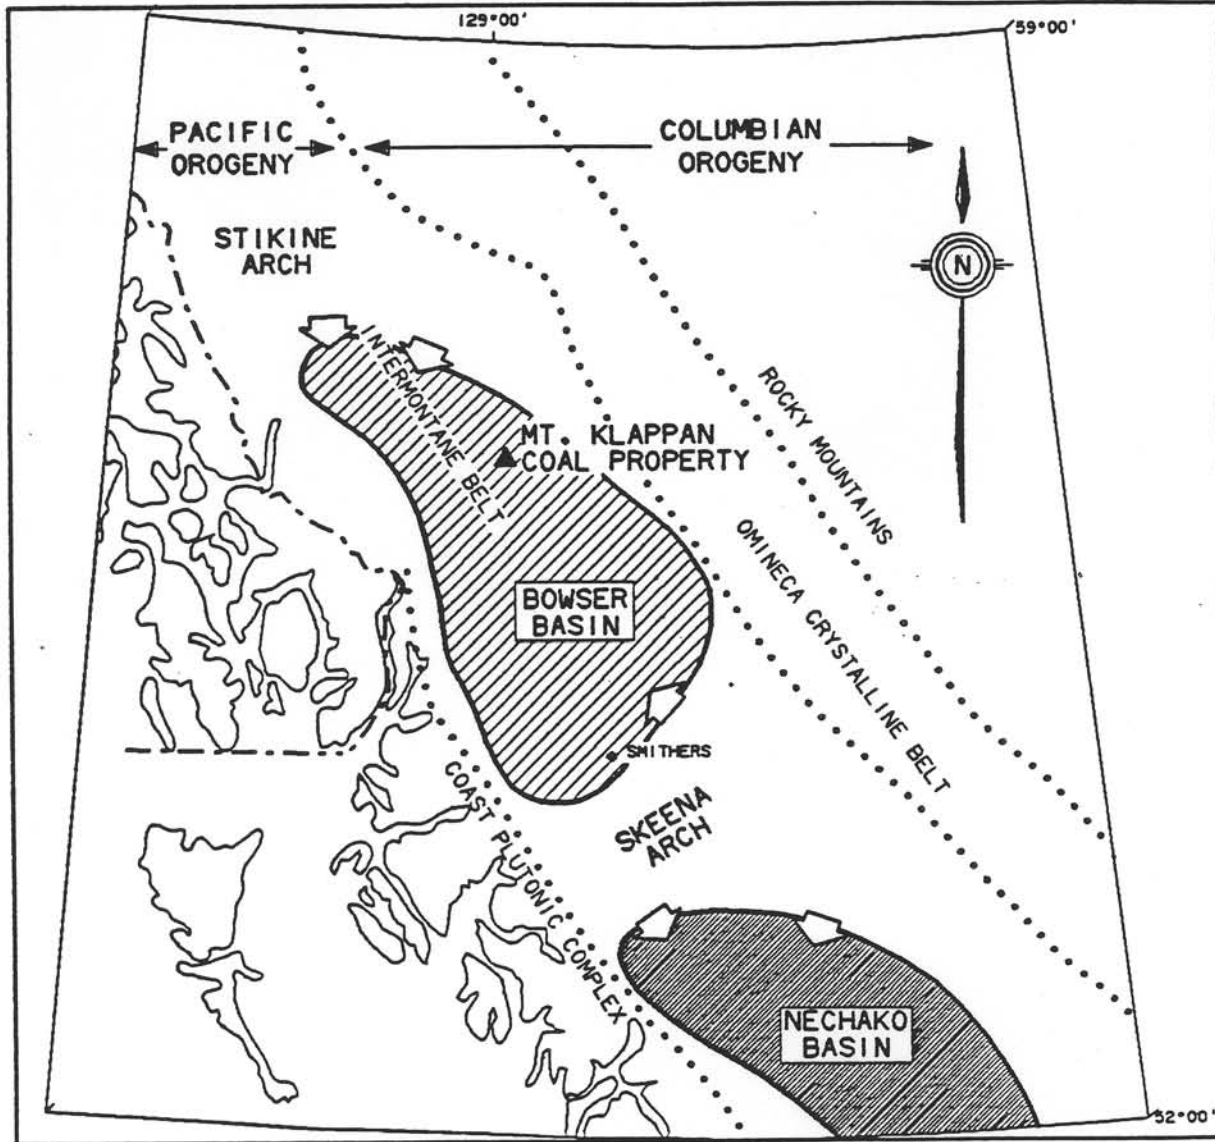 129°00'
59°00'
PACIFIC
OROGENY
COLUMBIAN
OROGENY
STIKINE
ARCH
N
INTERMONTANE BELT
MT. KLAPPAN
COAL PROPERTY
ROCKY MOUNTAINS
OMINECA CRYSTALLINE BELT
BOWSER
BASIN
SMITHERS
COAST PLUTONIC COMPLEX
SKEENA
ARCH
NECHAKO
BASIN
52°00'